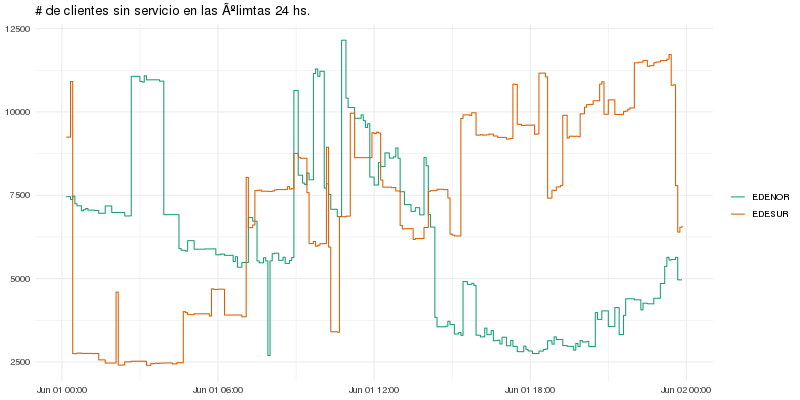 # de clientes sin servicio en las Ãºlimtas 24 hs.
12500
10000
7500
5000
2500
Jun 01 00:00
Jun 01 06:00
Jun 01 12:00
Jun 01 18:00
Jun 02 00:00
EDENOR
EDESUR